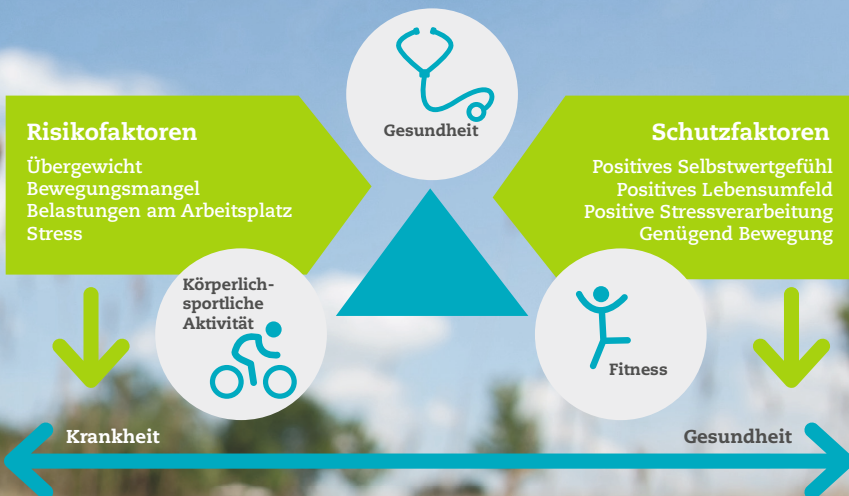 Gesundheit
Risikofaktoren
Übergewicht
Bewegungsmangel
Belastungen am Arbeitsplatz
Stress
Schutzfaktoren
Positives Selbstwertgefühl
Positives Lebensumfeld
Positive Stressverarbeitung
Genügend Bewegung
Körperlich-
sportliche
Aktivität
Fitness
Krankheit
Gesundheit